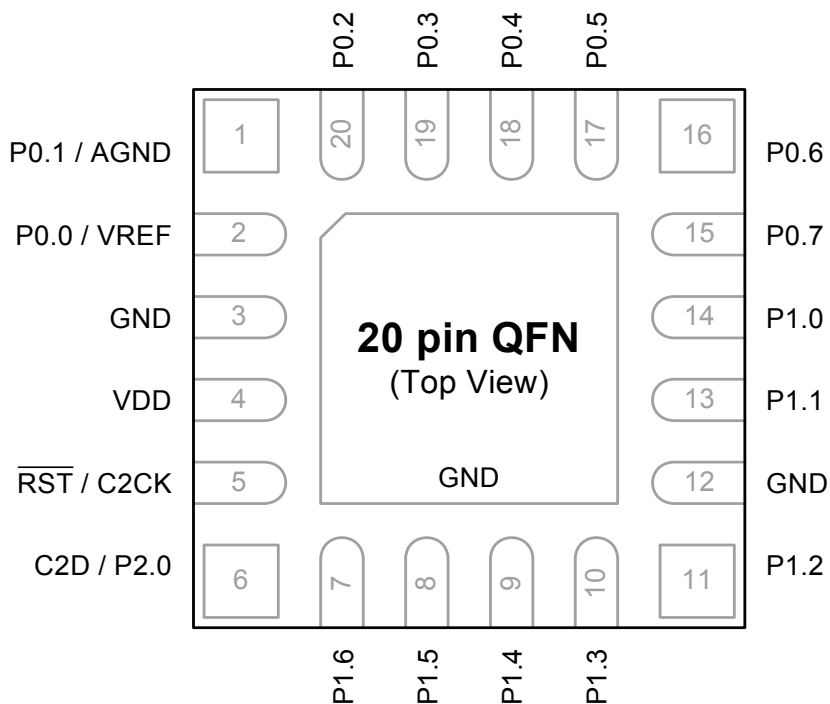 P0.2
P0.3
P0.4
P0.5
P0.1 / AGND
1
20
19
18
17
16
P0.6
P0.0 / VREF
2
15
P0.7
GND
3
14
P1.0
20 pin QFN
(Top View)
VDD
4
13
P1.1
R̅S̅T̅ / C2CK
5
GND
12
GND
C2D / P2.0
6
7
8
9
10
11
P1.2
P1.6
P1.5
P1.4
P1.3